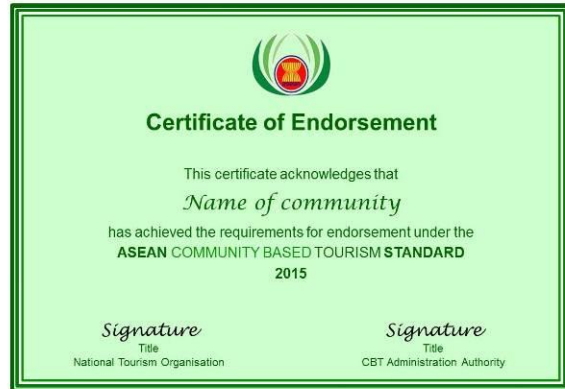 Certificate of Endorsement
This certificate acknowledges that
Name of community
has achieved the requirements for endorsement under the
ASEAN COMMUNITY BASED TOURISM STANDARD
2015
Signature
Title
National Tourism Organisation
Signature
Title
CBT Administration Authority